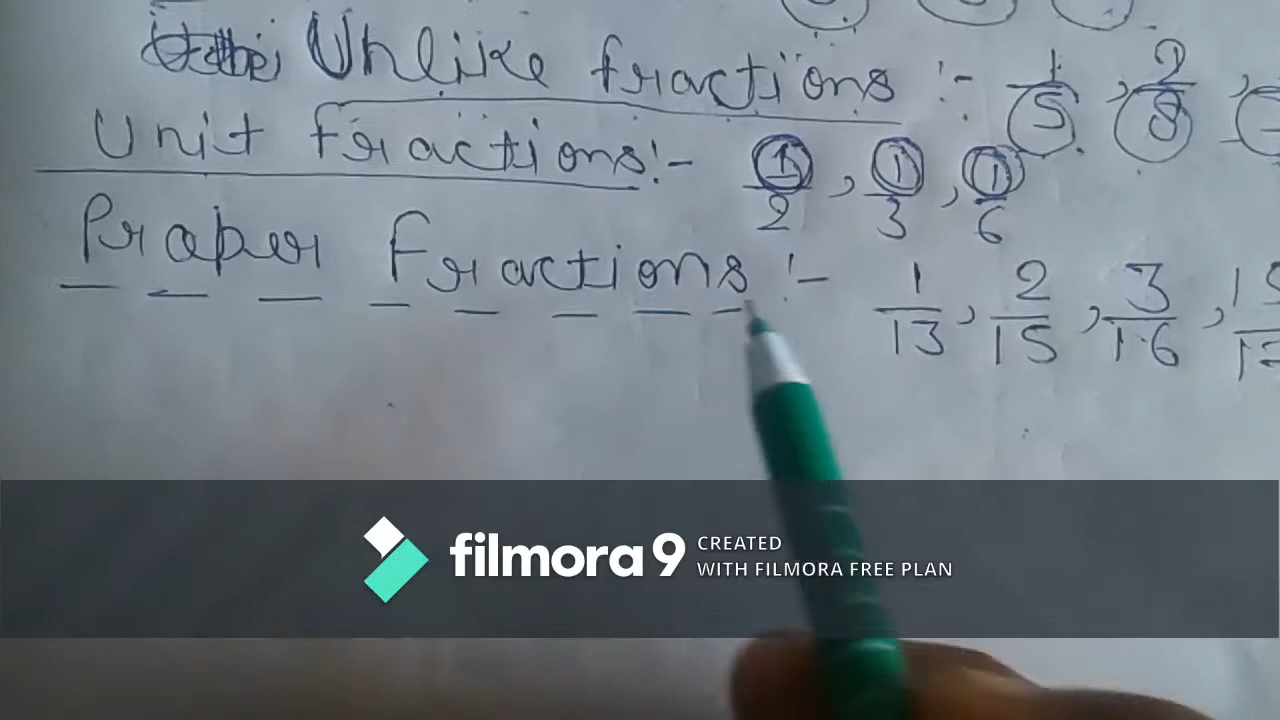 Unlike fractions :- 1/5 , 2/8 ,
Unit fractions :- 1/2 , 1/3 , 1/6
Praper Fractions :- 1/13 , 2/15 , 3/16 ,
filmora 9 CREATED
WITH FILMORA FREE PLAN